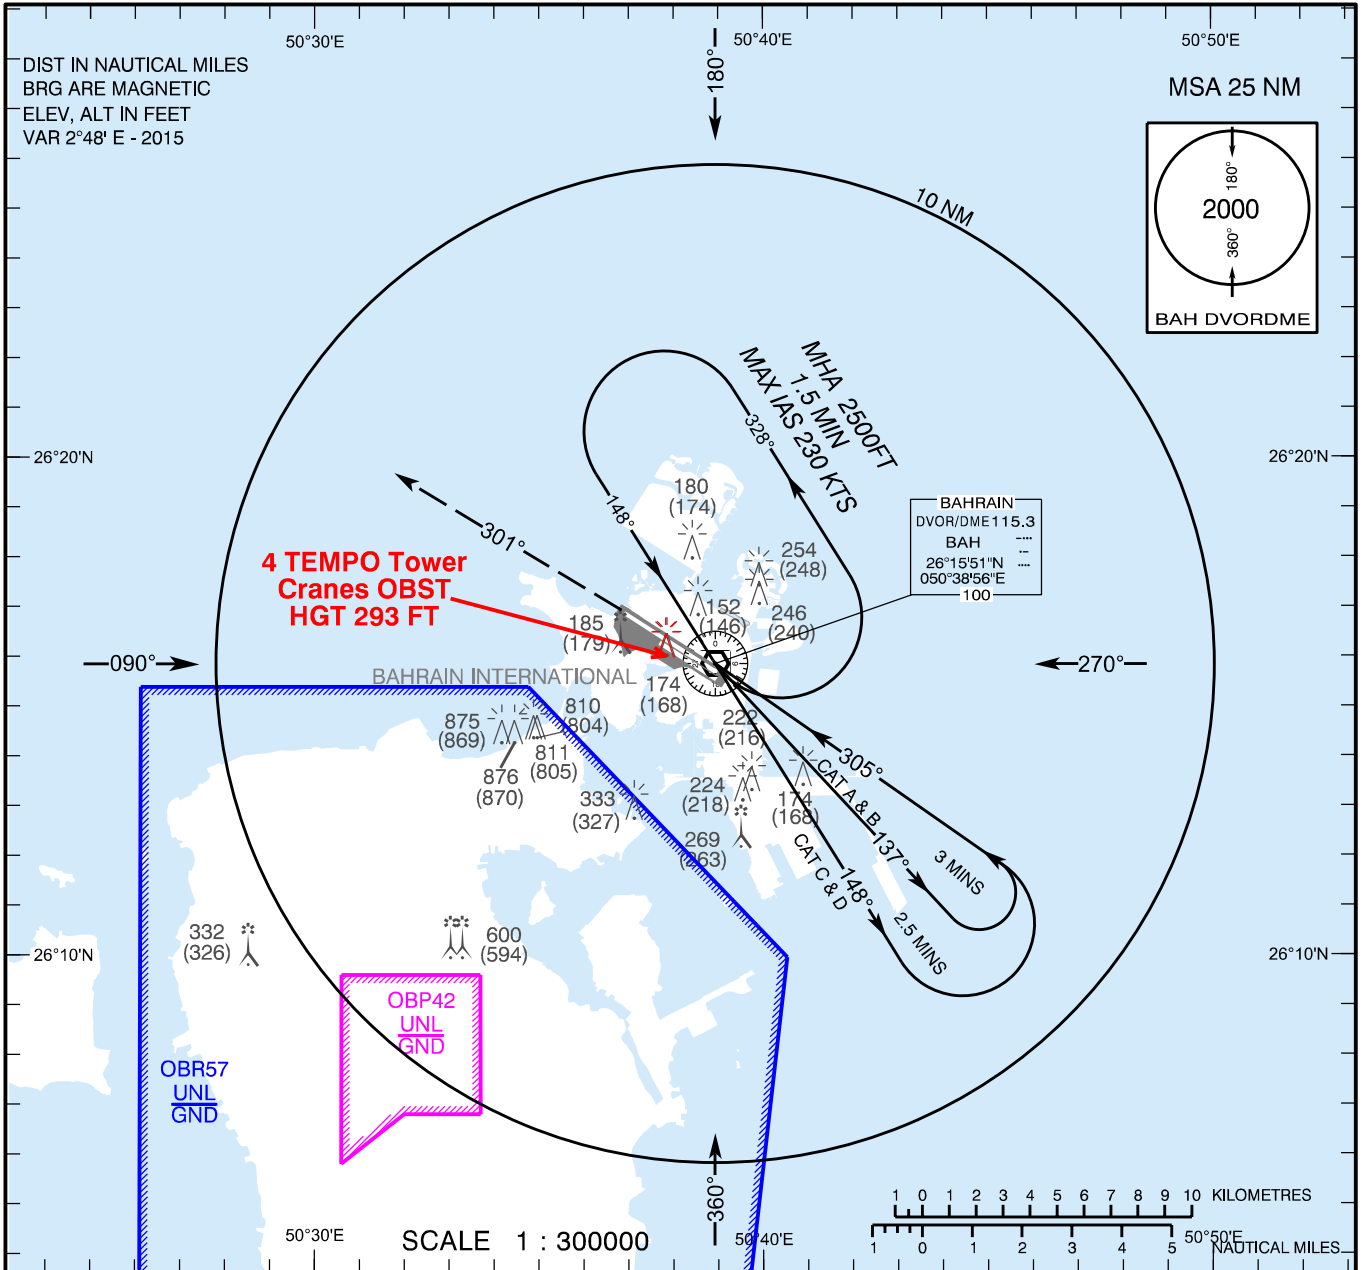 50°30'E
50°40'E
50°50'E
DIST IN NAUTICAL MILES
BRG ARE MAGNETIC
ELEV, ALT IN FEET
VAR 2°48' E - 2015
180°
MSA 25 NM
180°
2000
360°
BAH DVORDME
10 NM
MHA 2500FT
1.5 MIN
MAX IAS 230 KTS
328°
148°
26°20'N
26°20'N
301°
180
(174)
254
(248)
246
(240)
152
(146)
BAHRAIN
DVOR/DME 115.3
BAH
26°15'51"N
050°38'56"E
100
4 TEMPO Tower
Cranes OBST
HGT 293 FT
185
(179)
090°
270°
BAHRAIN INTERNATIONAL
174
(168)
875
(869)
810
(804)
811
(805)
876
(870)
222
(216)
333
(327)
224
(218)
174
(168)
269
(263)
305°
CAT A & B
137°
3 MINS
CAT C & D
148°
2.5 MINS
332
(326)
600
(594)
26°10'N
26°10'N
OBP42
UNL
GND
OBR57
UNL
GND
360°
1 0 1 2 3 4 5 6 7 8 9 10 KILOMETRES
50°30'E
SCALE 1 : 300000
50°40'E
50°50'E
1 0 1 2 3 4 5 NAUTICAL MILES